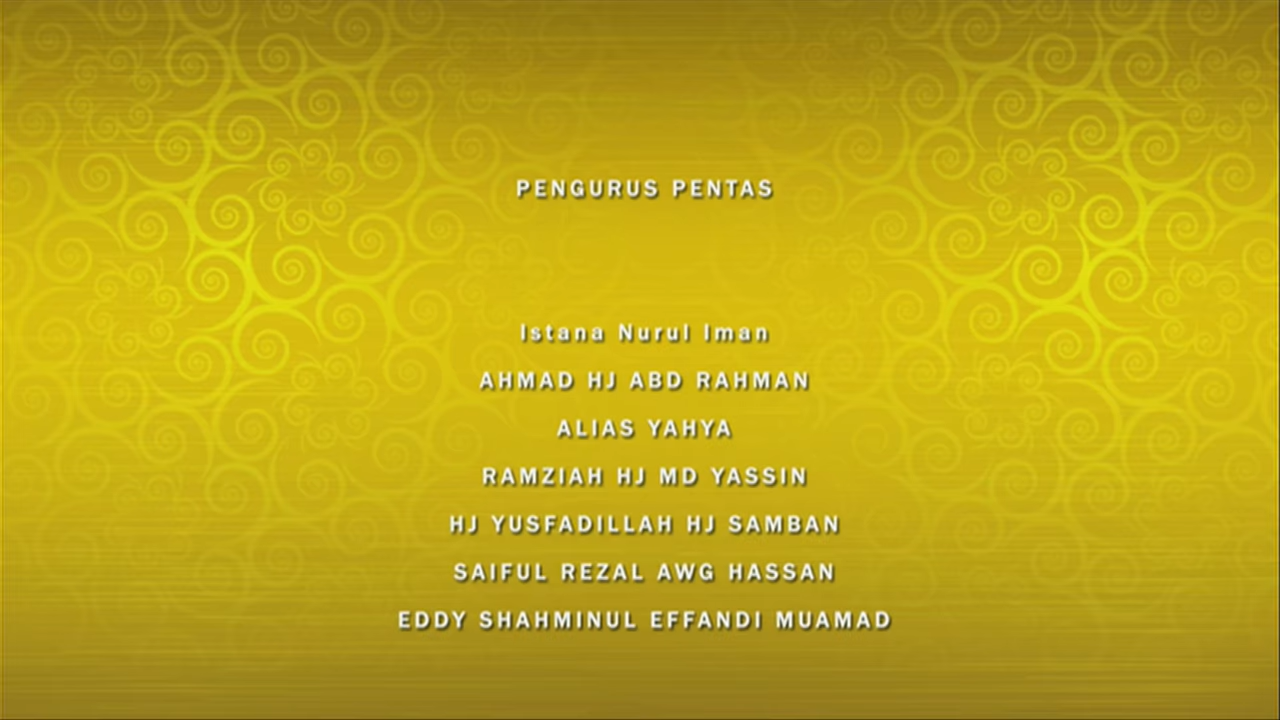 PENGURUS PENTAS
Istana Nurul Iman
AHMAD HJ ABD RAHMAN
ALIAS YAHYA
RAMZIAH HJ MD YASSIN
HJ YUSFADILLAH HJ SAMBAN
SAIFUL REZAL AWG HASSAN
EDDY SHAHMINUL EFFANDI MUAMAD